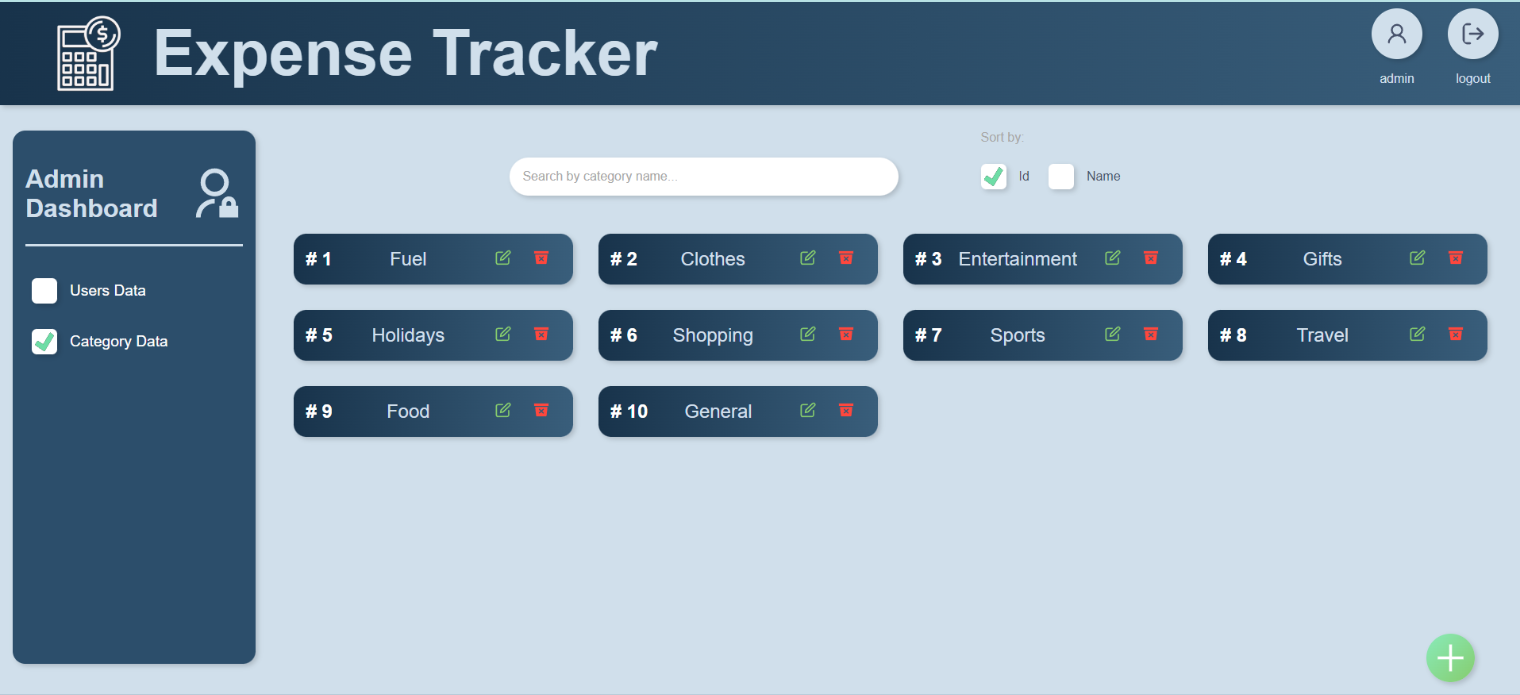 Expense Tracker
admin
logout
Admin
Dashboard
Users Data
Category Data
Search by category name...
Sort by:
Id
Name
# 1 Fuel
# 2 Clothes
# 3 Entertainment
# 4 Gifts
# 5 Holidays
# 6 Shopping
# 7 Sports
# 8 Travel
# 9 Food
# 10 General